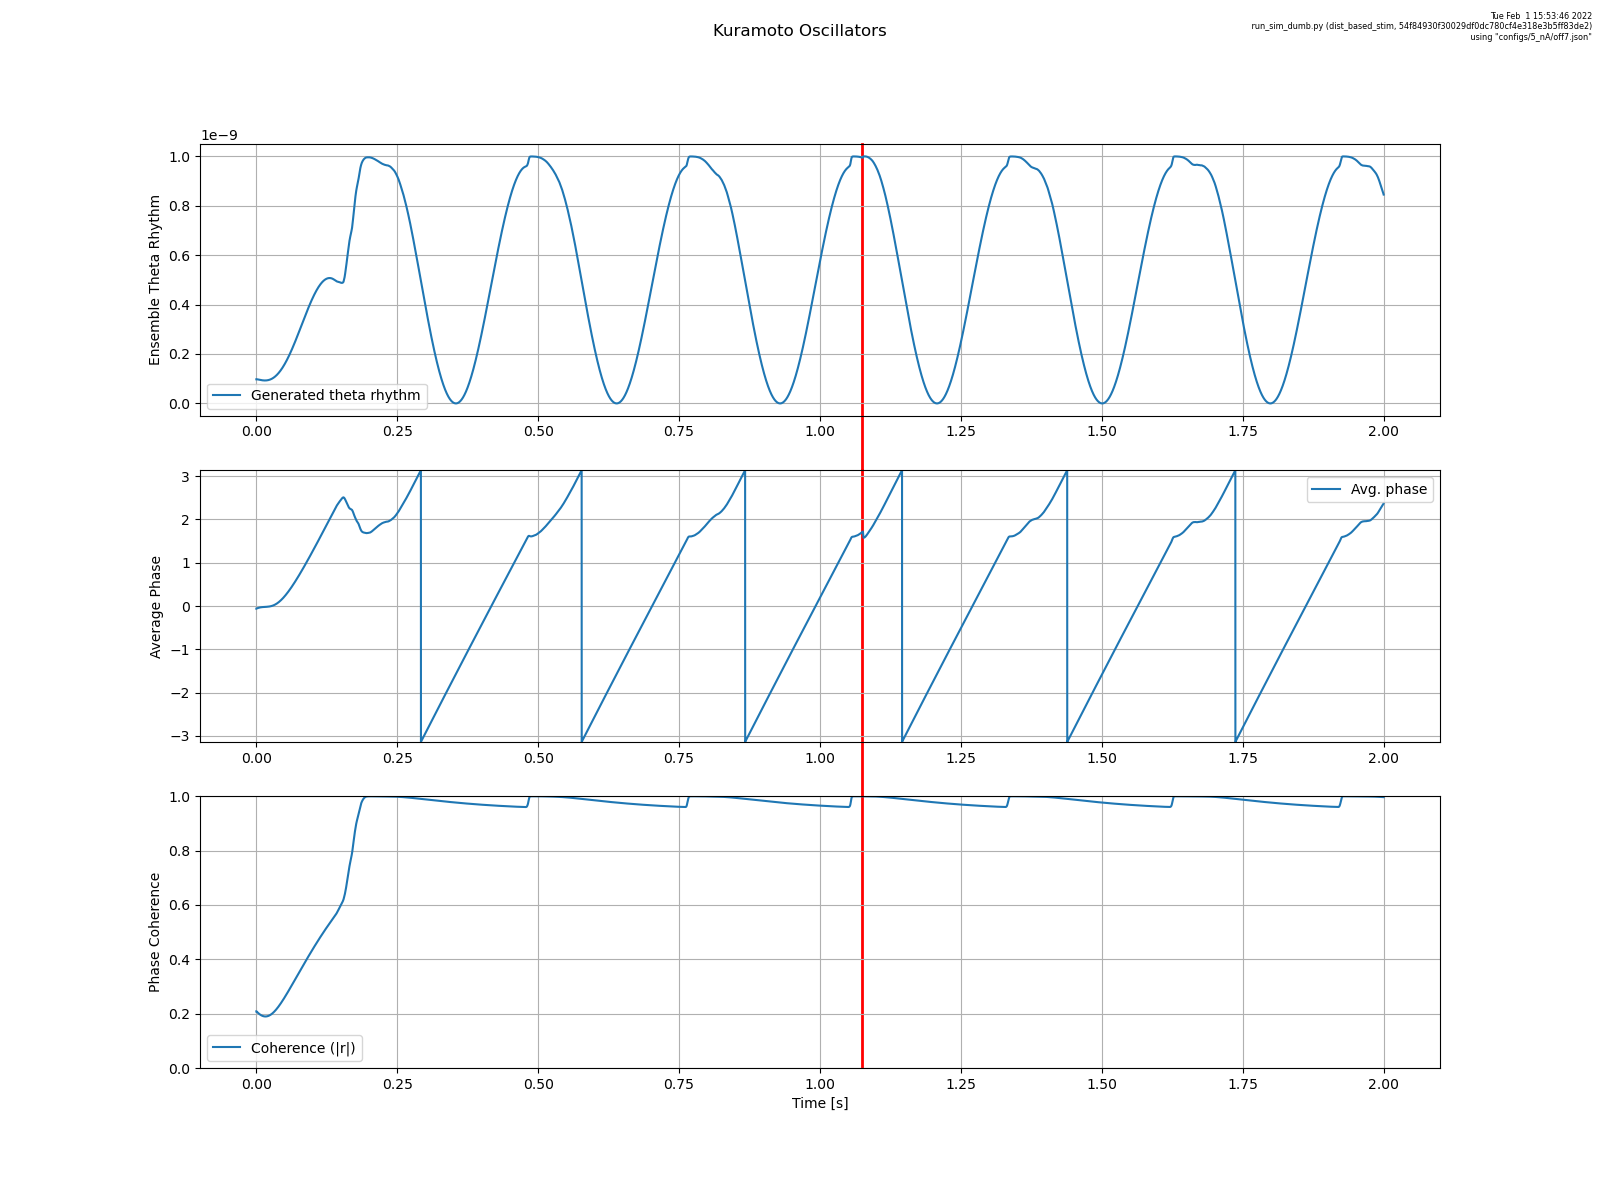 Tue Feb  1 15:53:46 2022
run_sim_dumb.py (dist_based_stim, 54f84930f30029df0dc780cf4e318e3b5ff83de2)
using "configs/5_nA/off7.json"
Kuramoto Oscillators
1e−9
1.0
0.8
0.6
0.4
0.2
0.0
Ensemble Theta Rhythm
Generated theta rhythm
0.00 0.25 0.50 0.75 1.00 1.25 1.50 1.75 2.00
3
2
1
0
−1
−2
−3
Average Phase
Avg. phase
0.00 0.25 0.50 0.75 1.00 1.25 1.50 1.75 2.00
1.0
0.8
0.6
0.4
0.2
0.0
Phase Coherence
Coherence (|r|)
0.00 0.25 0.50 0.75 1.00 1.25 1.50 1.75 2.00
Time [s]